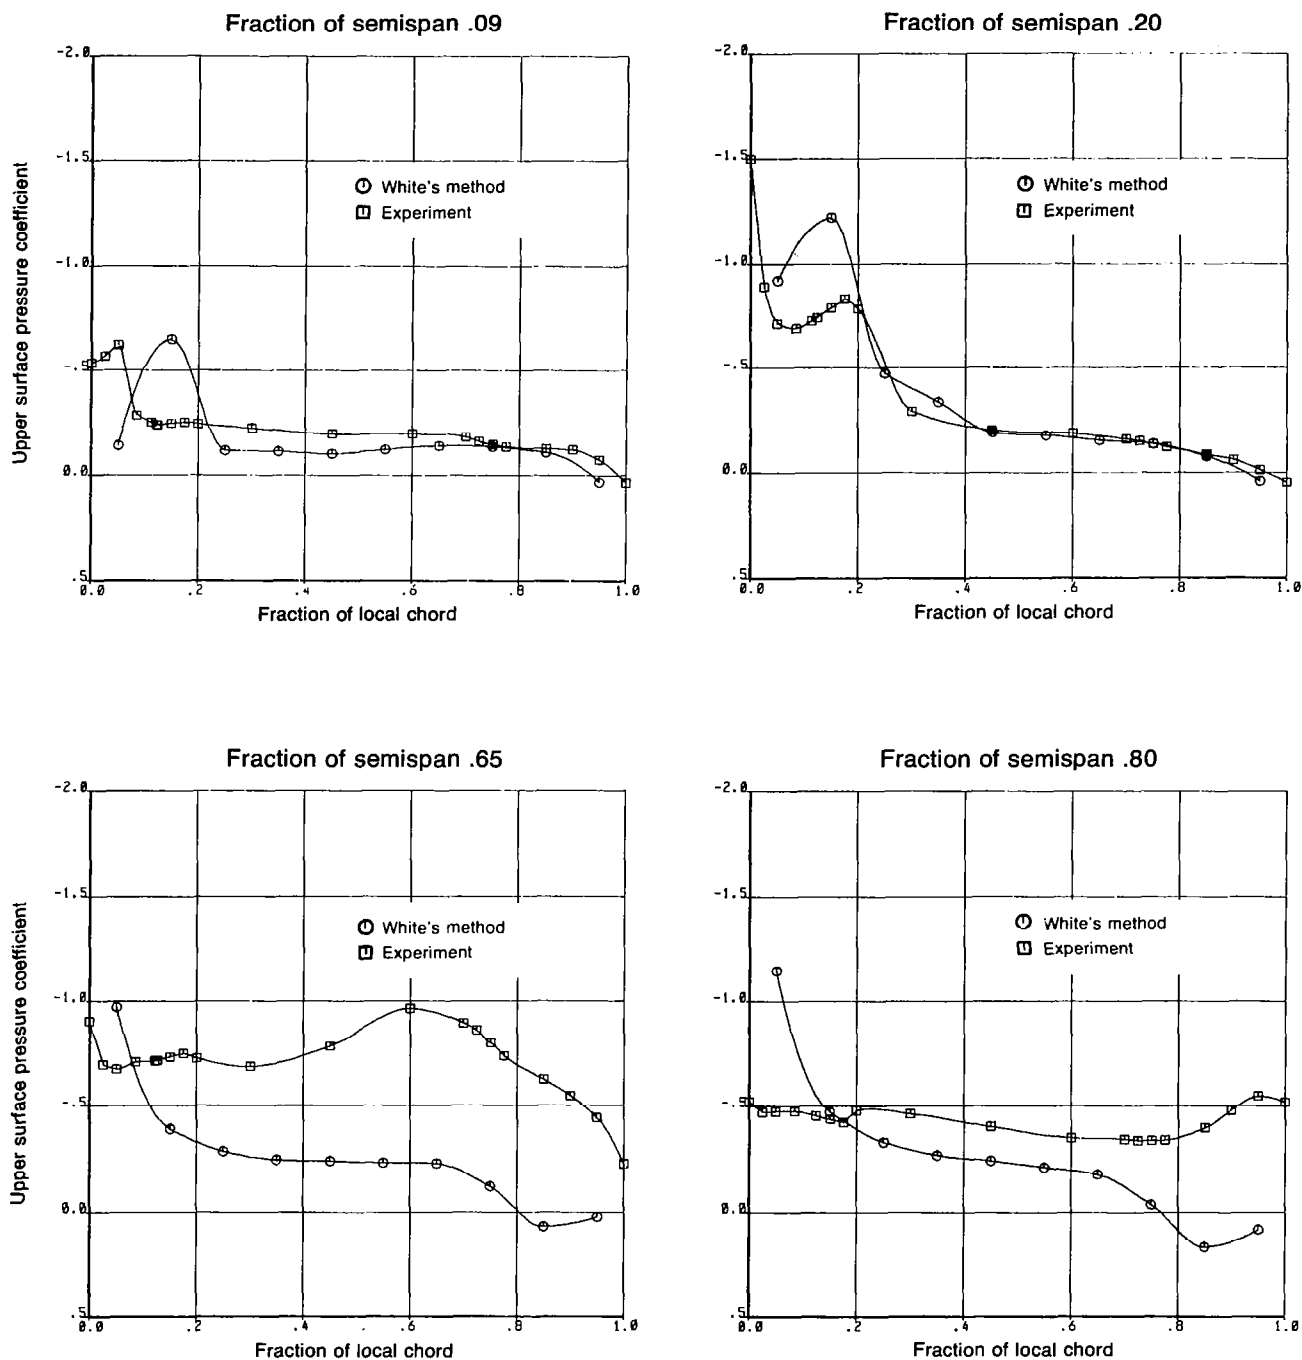 Fraction of semispan .09
-2.0
-1.5
-1.0
-.5
0.0
.5
Upper surface pressure coefficient
White's method
Experiment
0.0 .2 .4 .6 .8 1.0
Fraction of local chord
Fraction of semispan .20
-2.0
-1.5
-1.0
-.5
0.0
.5
White's method
Experiment
0.0 .2 .4 .6 .8 1.0
Fraction of local chord
Fraction of semispan .65
-2.0
-1.5
-1.0
-.5
0.0
.5
Upper surface pressure coefficient
White's method
Experiment
0.0 .2 .4 .6 .8 1.0
Fraction of local chord
Fraction of semispan .80
-2.0
-1.5
-1.0
-.5
0.0
.5
White's method
Experiment
0.0 .2 .4 .6 .8 1.0
Fraction of local chord